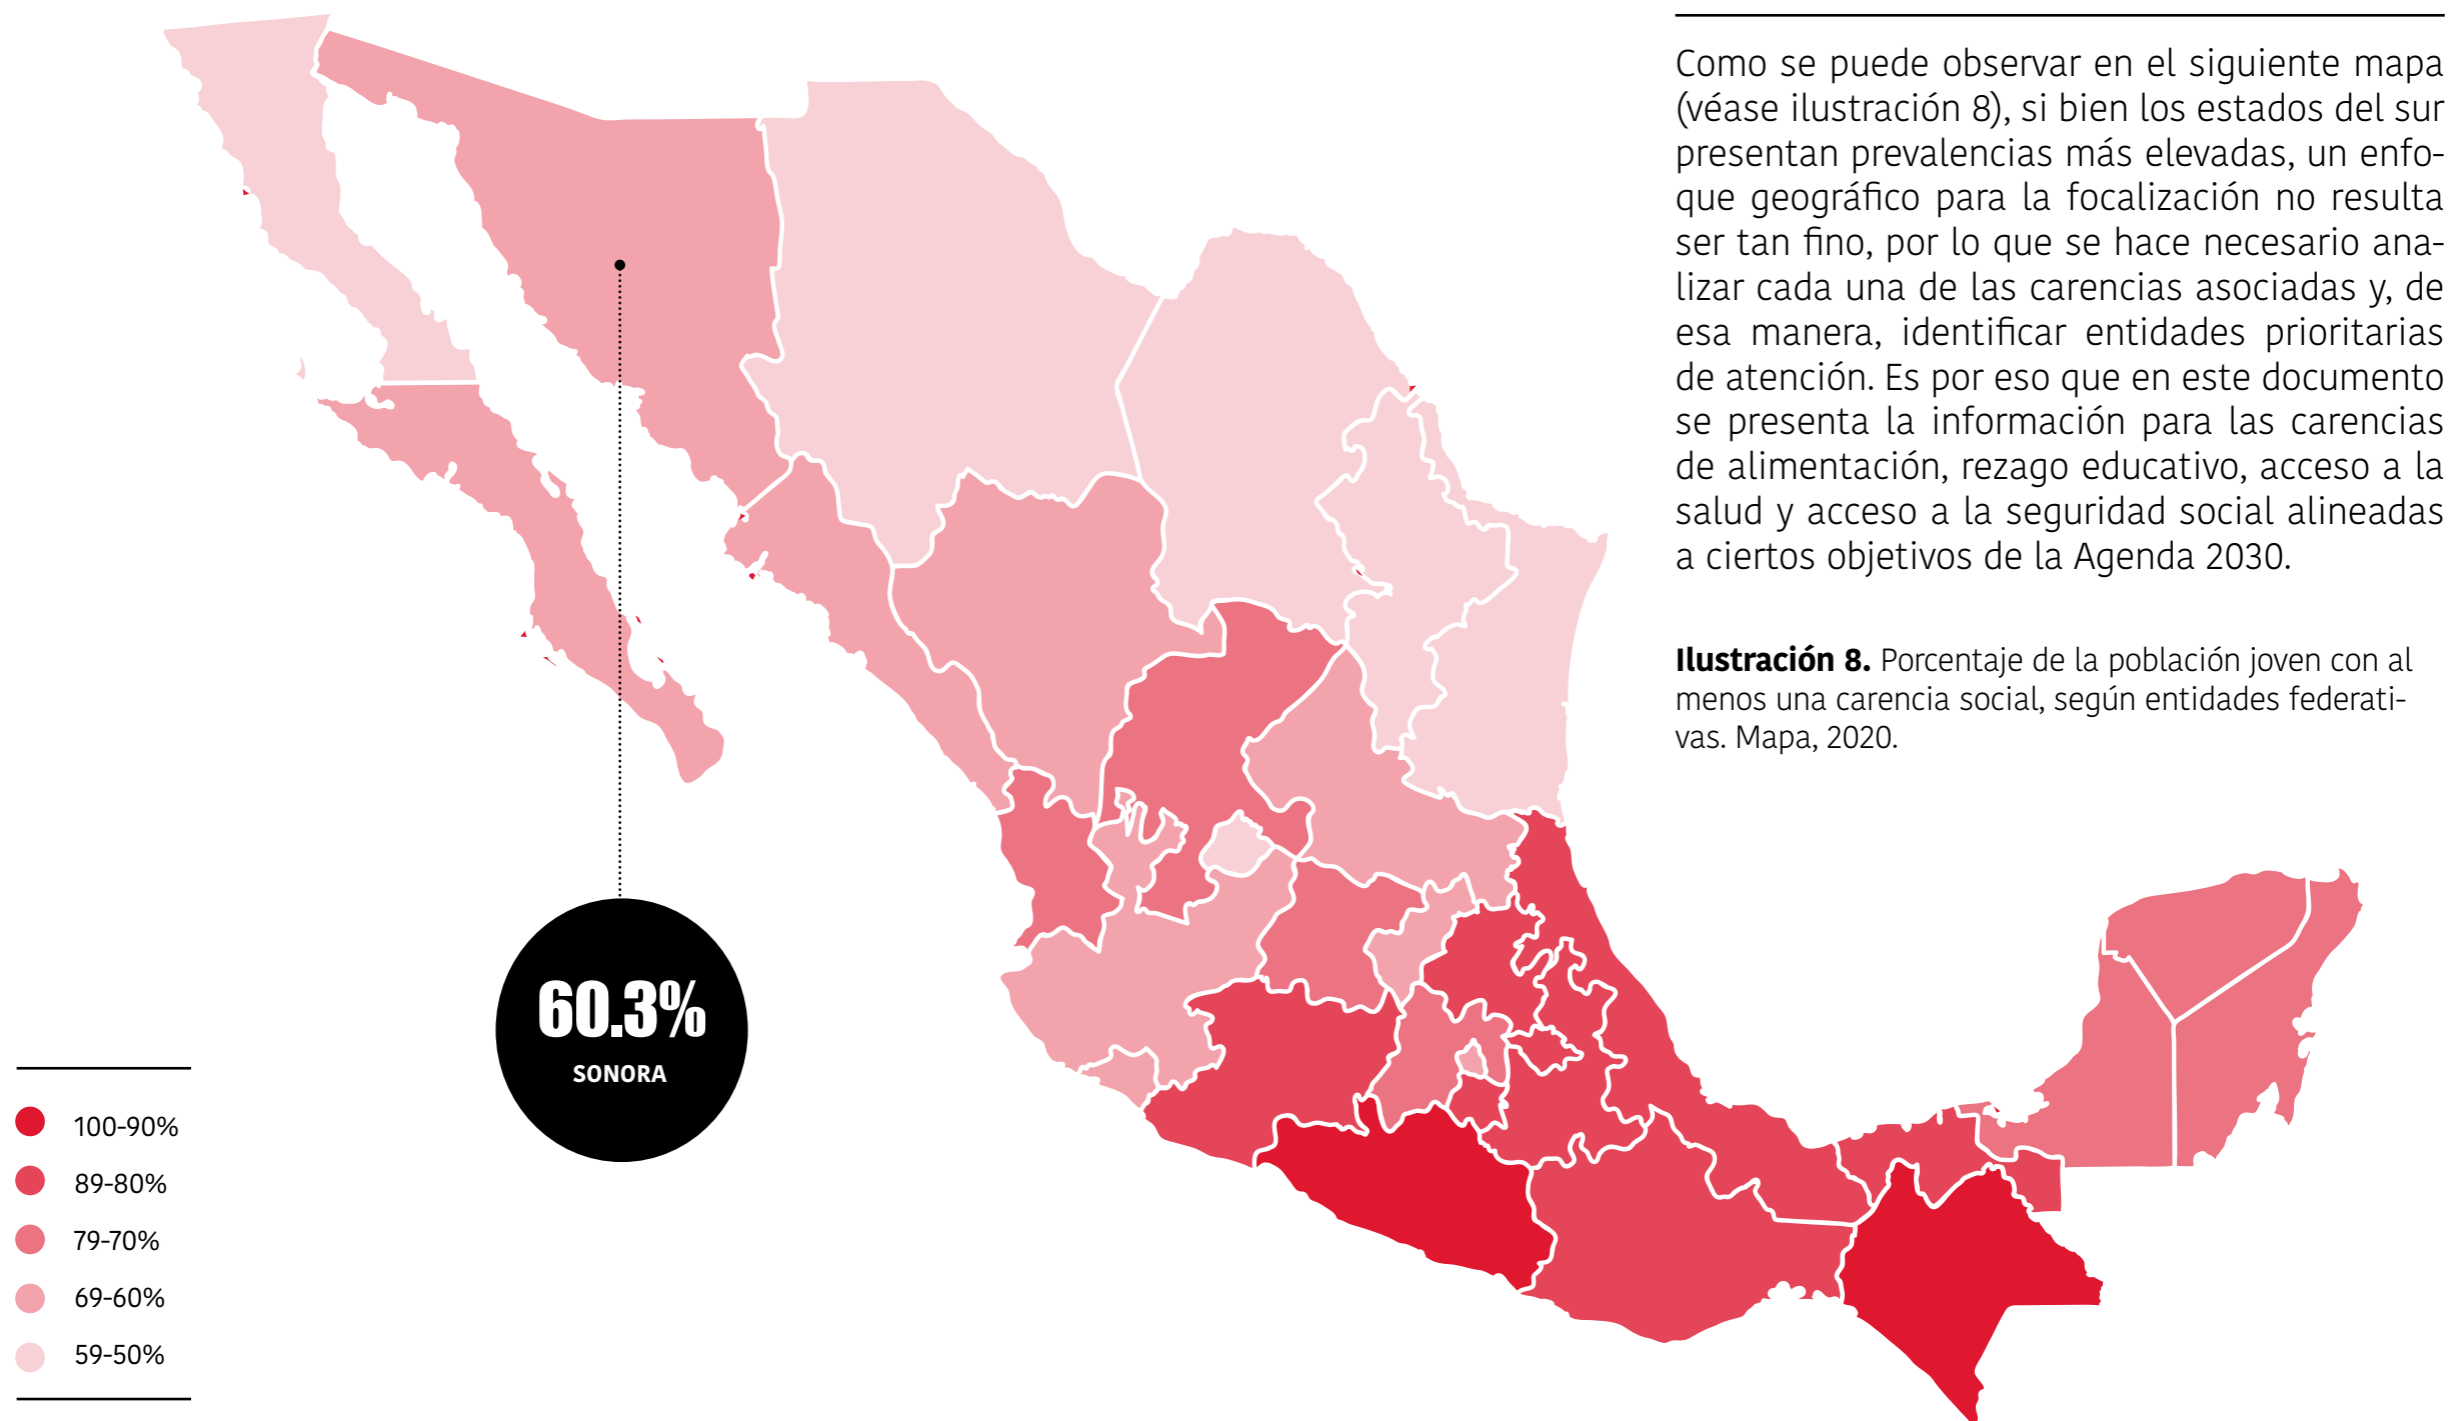 Como se puede observar en el siguiente mapa
(véase ilustración 8), si bien los estados del sur
presentan prevalencias más elevadas, un enfo-
que geográfico para la focalización no resulta
ser tan fino, por lo que se hace necesario ana-
lizar cada una de las carencias asociadas y, de
esa manera, identificar entidades prioritarias
de atención. Es por eso que en este documento
se presenta la información para las carencias
de alimentación, rezago educativo, acceso a la
salud y acceso a la seguridad social alineadas
a ciertos objetivos de la Agenda 2030.
Ilustración 8. Porcentaje de la población joven con al
menos una carencia social, según entidades federati-
vas. Mapa, 2020.
60.3%
SONORA
100-90%
89-80%
79-70%
69-60%
59-50%